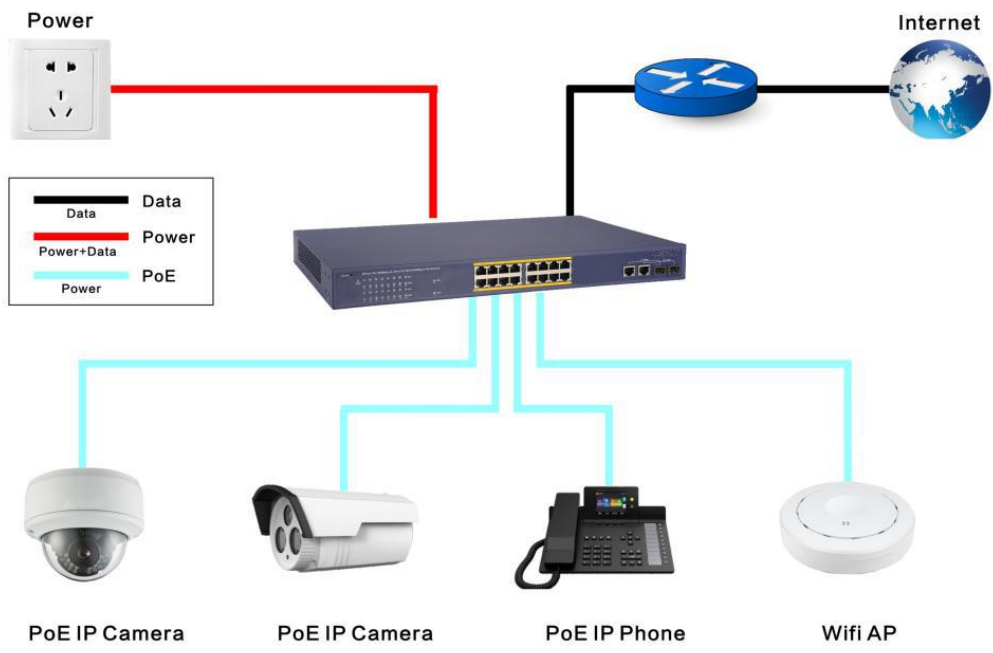 Power
Internet
Data
Data
Power
Power+Data
PoE
Power
PoE IP Camera
PoE IP Camera
PoE IP Phone
Wifi AP